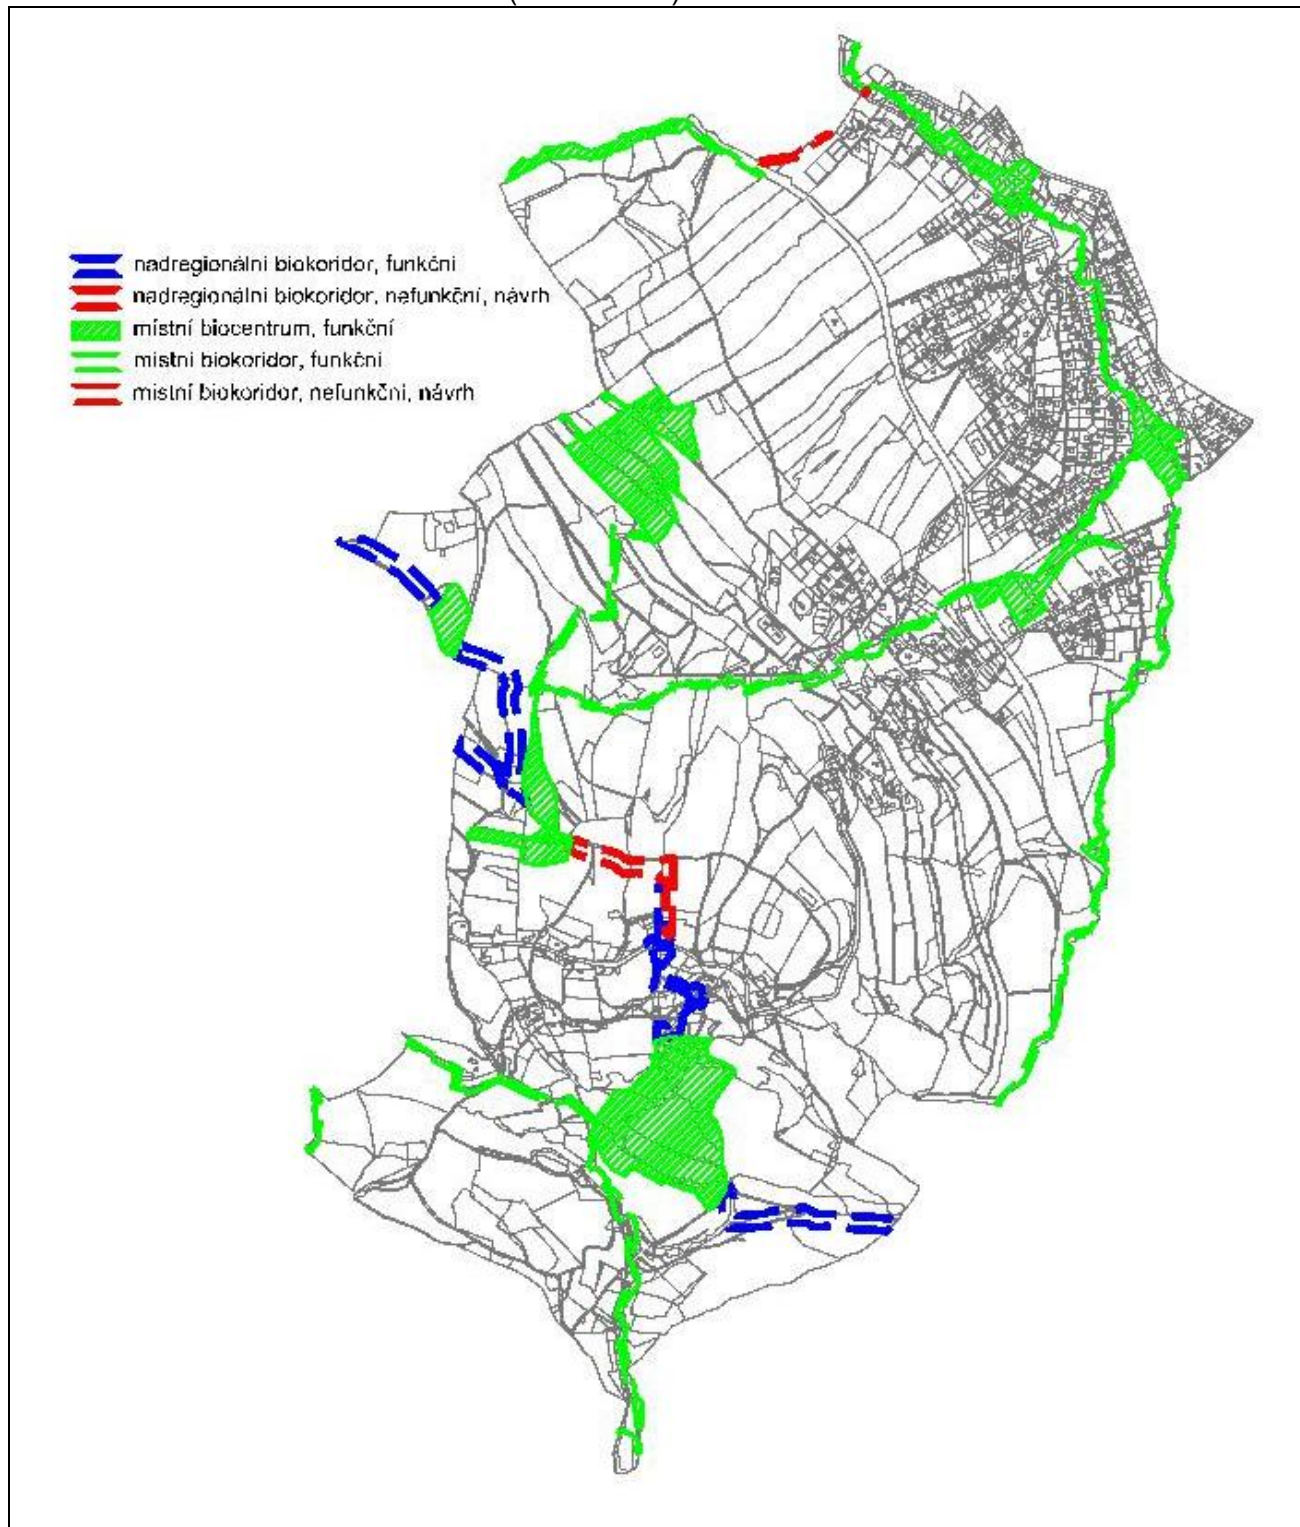 nadregionální biokoridor, funkční
nadregionální biokoridor, nefunkční, návrh
místní biocentrum, funkční
místní biokoridor, funkční
místní biokoridor, nefunkční, návrh